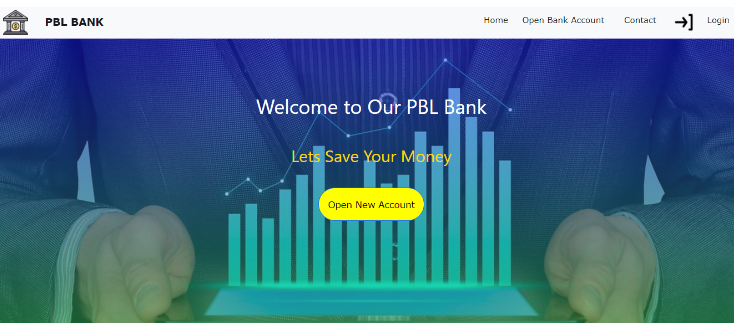 PBL BANK
Home Open Bank Account Contact Login
Welcome to Our PBL Bank
Lets Save Your Money
Open New Account